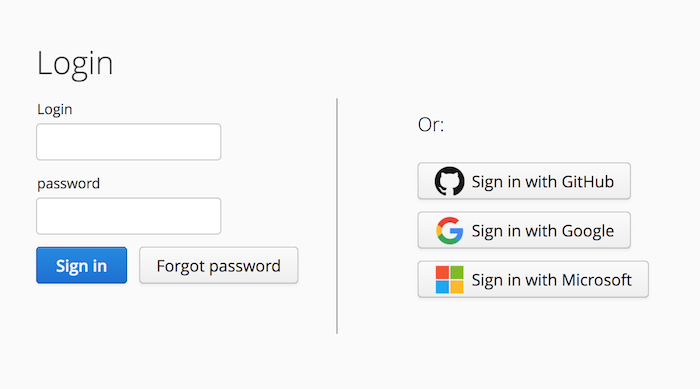 Login
Login
password
Sign in
Forgot password
Or:
Sign in with GitHub
Sign in with Google
Sign in with Microsoft